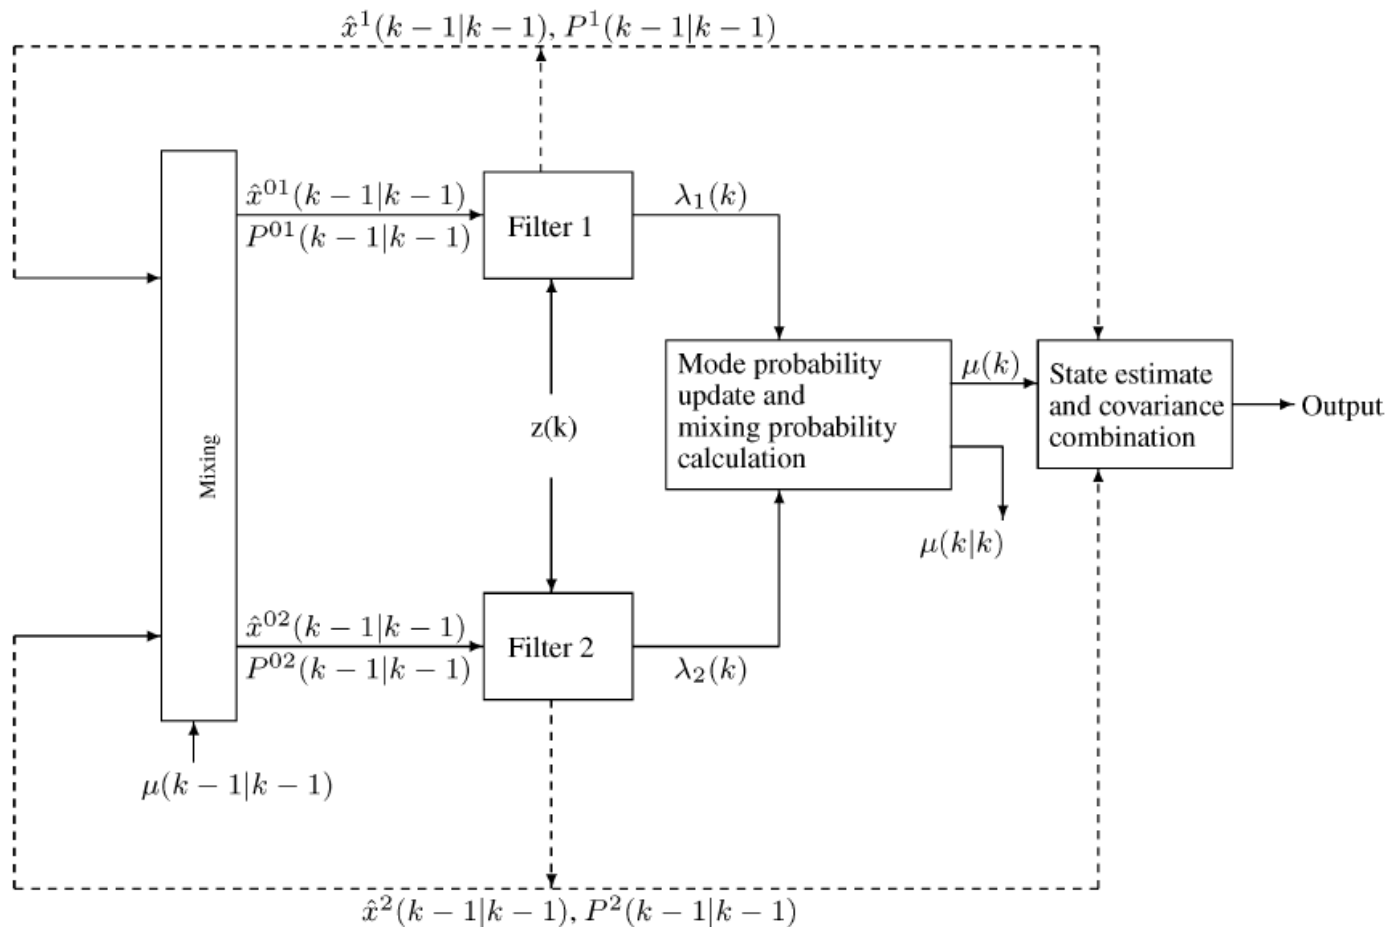 x̂¹(k − 1|k − 1), P¹(k − 1|k − 1)
x̂⁰¹(k − 1|k − 1)
P⁰¹(k − 1|k − 1)
Filter 1
λ₁(k)
Mode probability
update and
mixing probability
calculation
μ(k)
State estimate
and covariance
combination
Output
z(k)
Mixing
μ(k|k)
x̂⁰²(k − 1|k − 1)
P⁰²(k − 1|k − 1)
Filter 2
λ₂(k)
μ(k − 1|k − 1)
x̂²(k − 1|k − 1), P²(k − 1|k − 1)